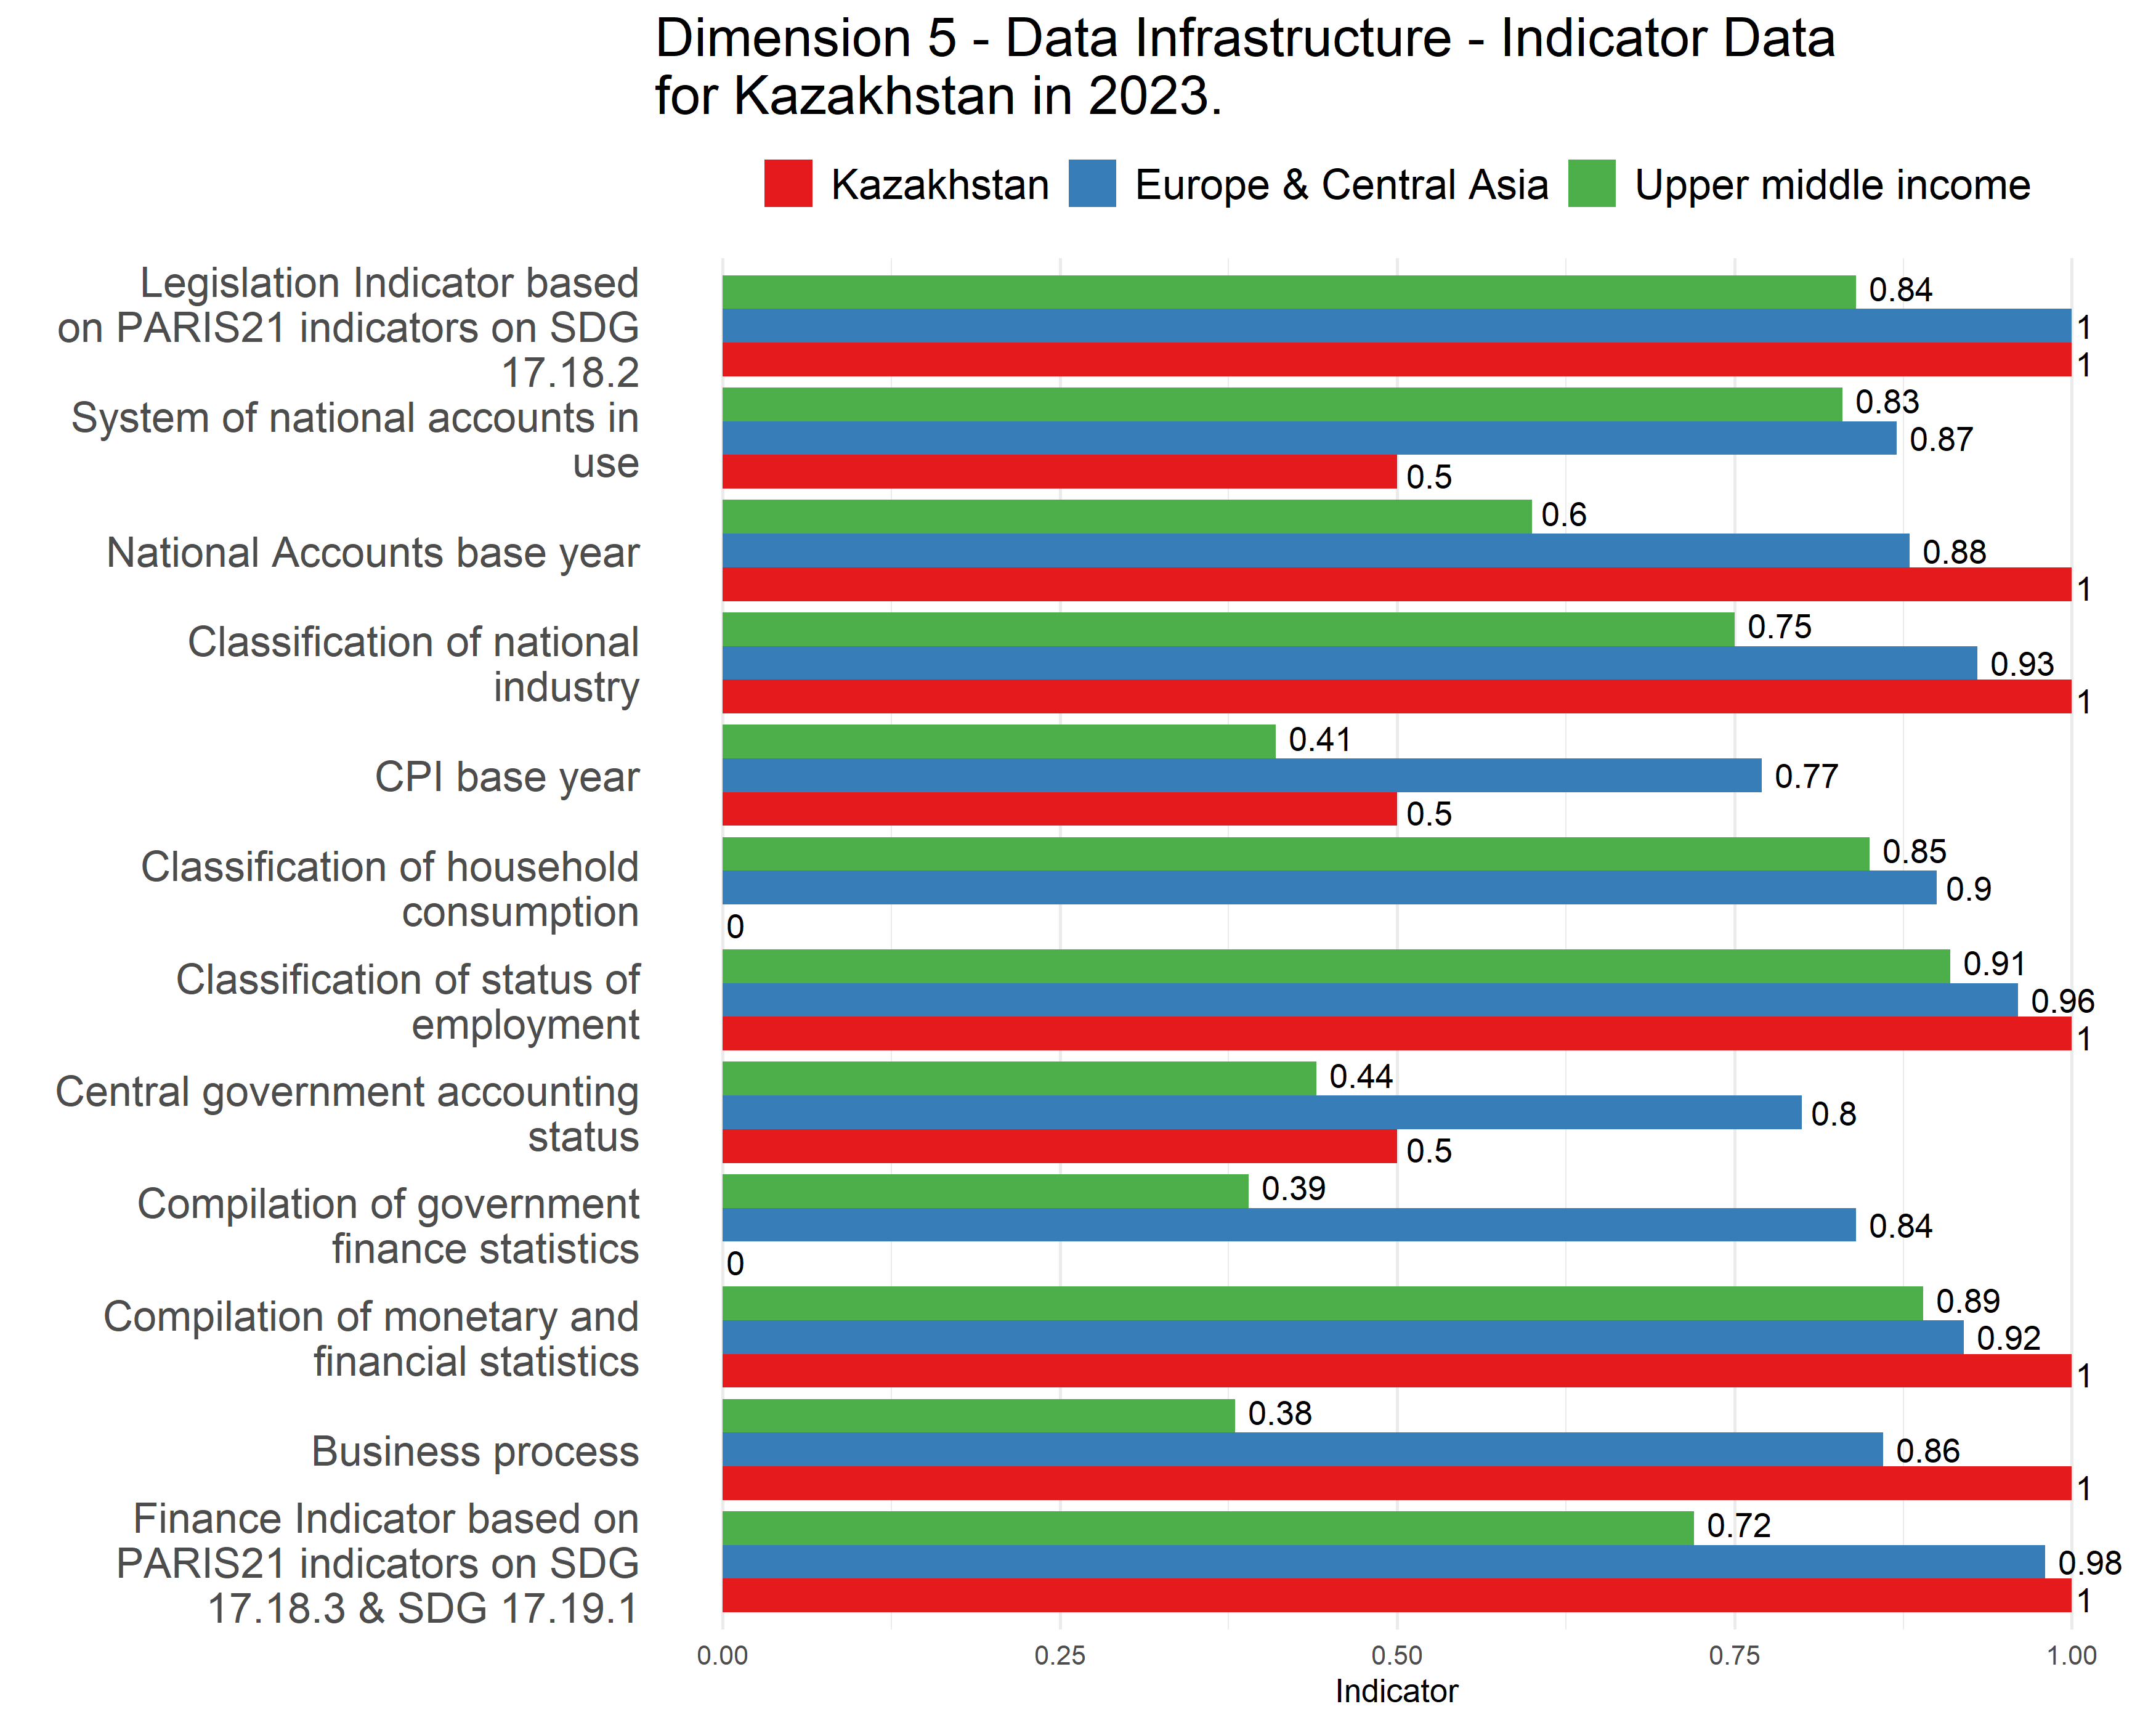 Dimension 5 - Data Infrastructure - Indicator Data
for Kazakhstan in 2023.
Kazakhstan
Europe & Central Asia
Upper middle income
Legislation Indicator based
on PARIS21 indicators on SDG
17.18.2
0.84
1
1
System of national accounts in
use
0.83
0.87
0.5
National Accounts base year
0.6
0.88
1
Classification of national
industry
0.75
0.93
1
CPI base year
0.41
0.77
0.5
Classification of household
consumption
0.85
0.9
0
Classification of status of
employment
0.91
0.96
1
Central government accounting
status
0.44
0.8
0.5
Compilation of government
finance statistics
0.39
0.84
0
Compilation of monetary and
financial statistics
0.89
0.92
1
Business process
0.38
0.86
1
Finance Indicator based on
PARIS21 indicators on SDG
17.18.3 & SDG 17.19.1
0.72
0.98
1
0.00
0.25
0.50
0.75
1.00
Indicator